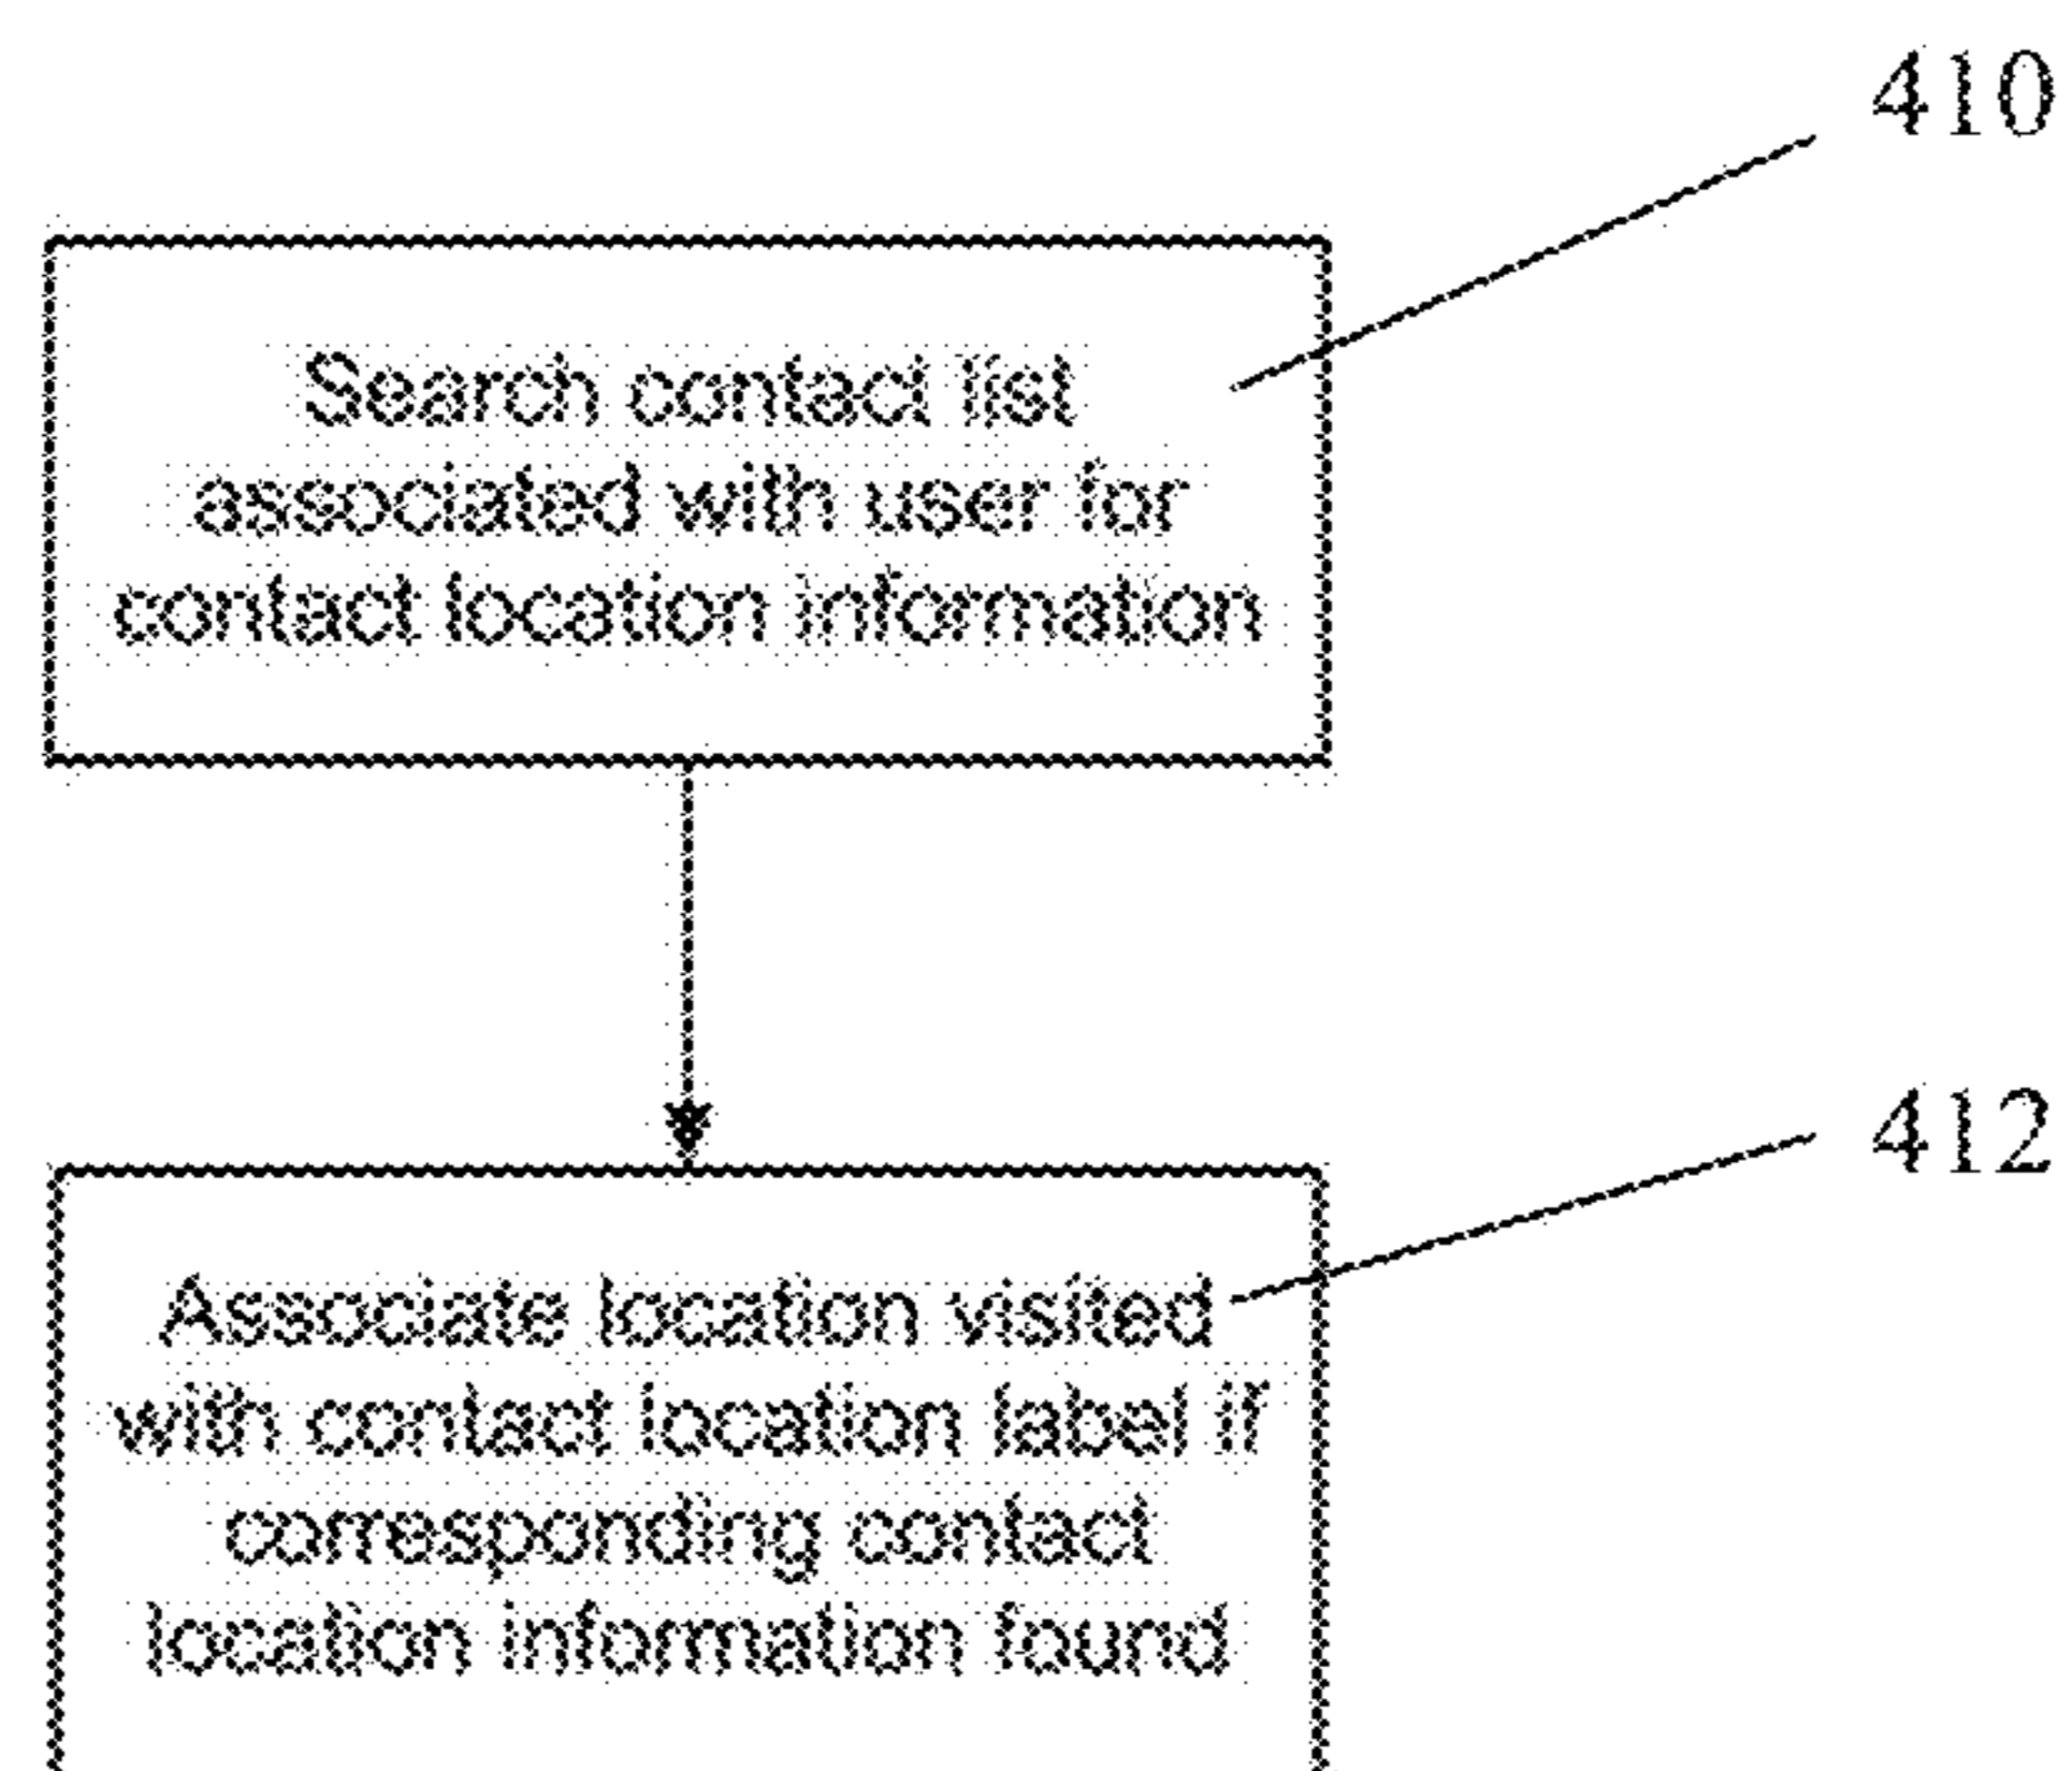 410
Search contact list
associated with user for
contact location information
412
Associate location visited
with contact location label if
corresponding contact
location information found